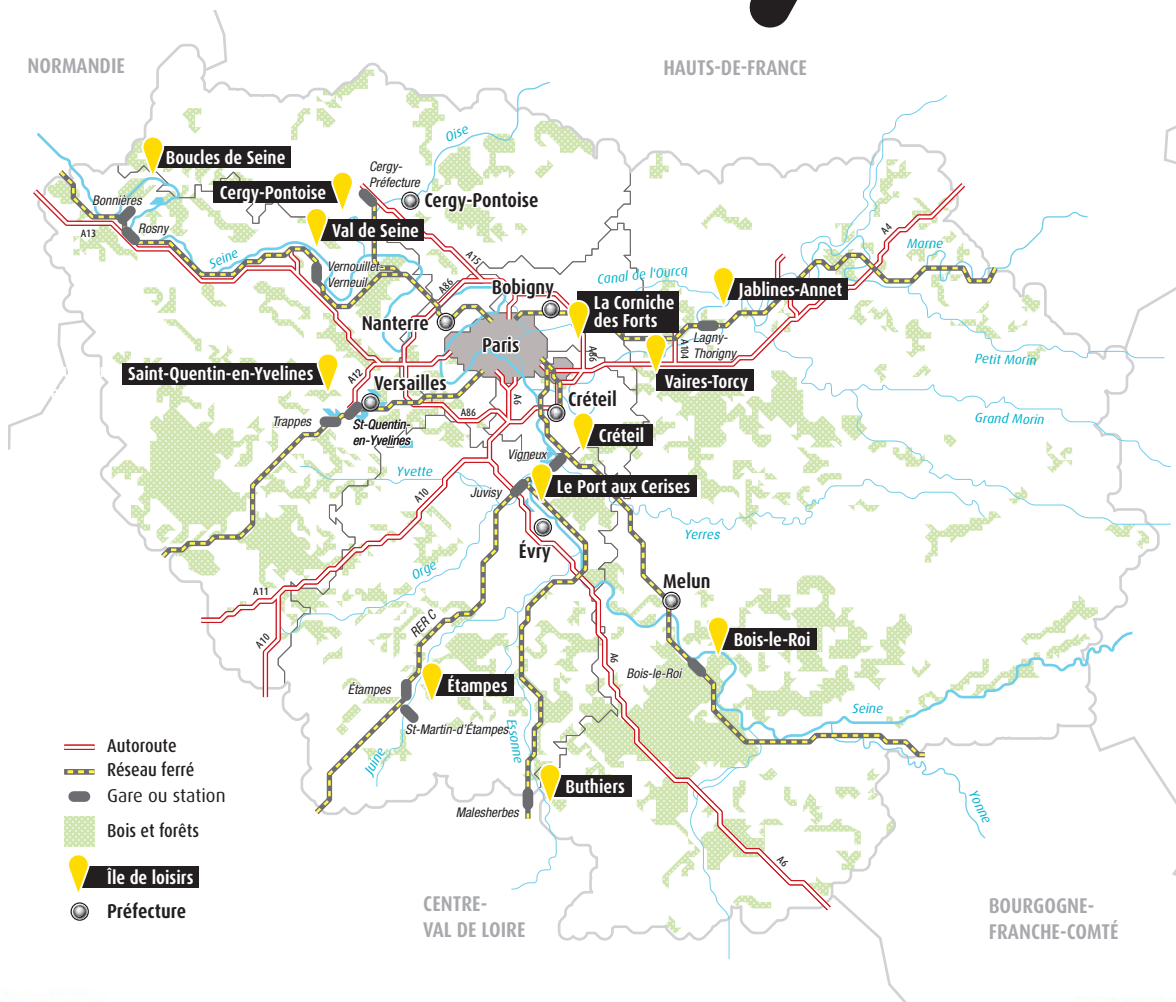 NORMANDIE
HAUTS-DE-FRANCE
Oise
Boucles de Seine
Cergy-
Préfecture
Cergy-Pontoise
Cergy-Pontoise
Bonnières
Rosny
A13
Val de Seine
Seine
Vernouillet-
Verneuil
A15
A86
Canal de l'Ourcq
A4
Marne
Bobigny
Jablines-Annet
La Corniche
des Forts
Nanterre
Paris
A86
A104
Lagny-
Thorigny
Petit Morin
Saint-Quentin-en-Yvelines
A12
Versailles
Vaires-Torcy
Trappes
St-Quentin-
en-Yvelines
A86
A6
Créteil
Grand Morin
Créteil
Vigneux
Yvette
A10
Juvisy
Le Port aux Cerises
Yerres
Évry
Orge
Melun
A11
A10
RER C
A6
Bois-le-Roi
Bois-le-Roi
Étampes
Étampes
St-Martin-d'Étampes
Seine
Juine
Essonne
Buthiers
Malesherbes
Yonne
A6
Autoroute
Réseau ferré
Gare ou station
Bois et forêts
Île de loisirs
Préfecture
CENTRE-
VAL DE LOIRE
BOURGOGNE-
FRANCHE-COMTÉ